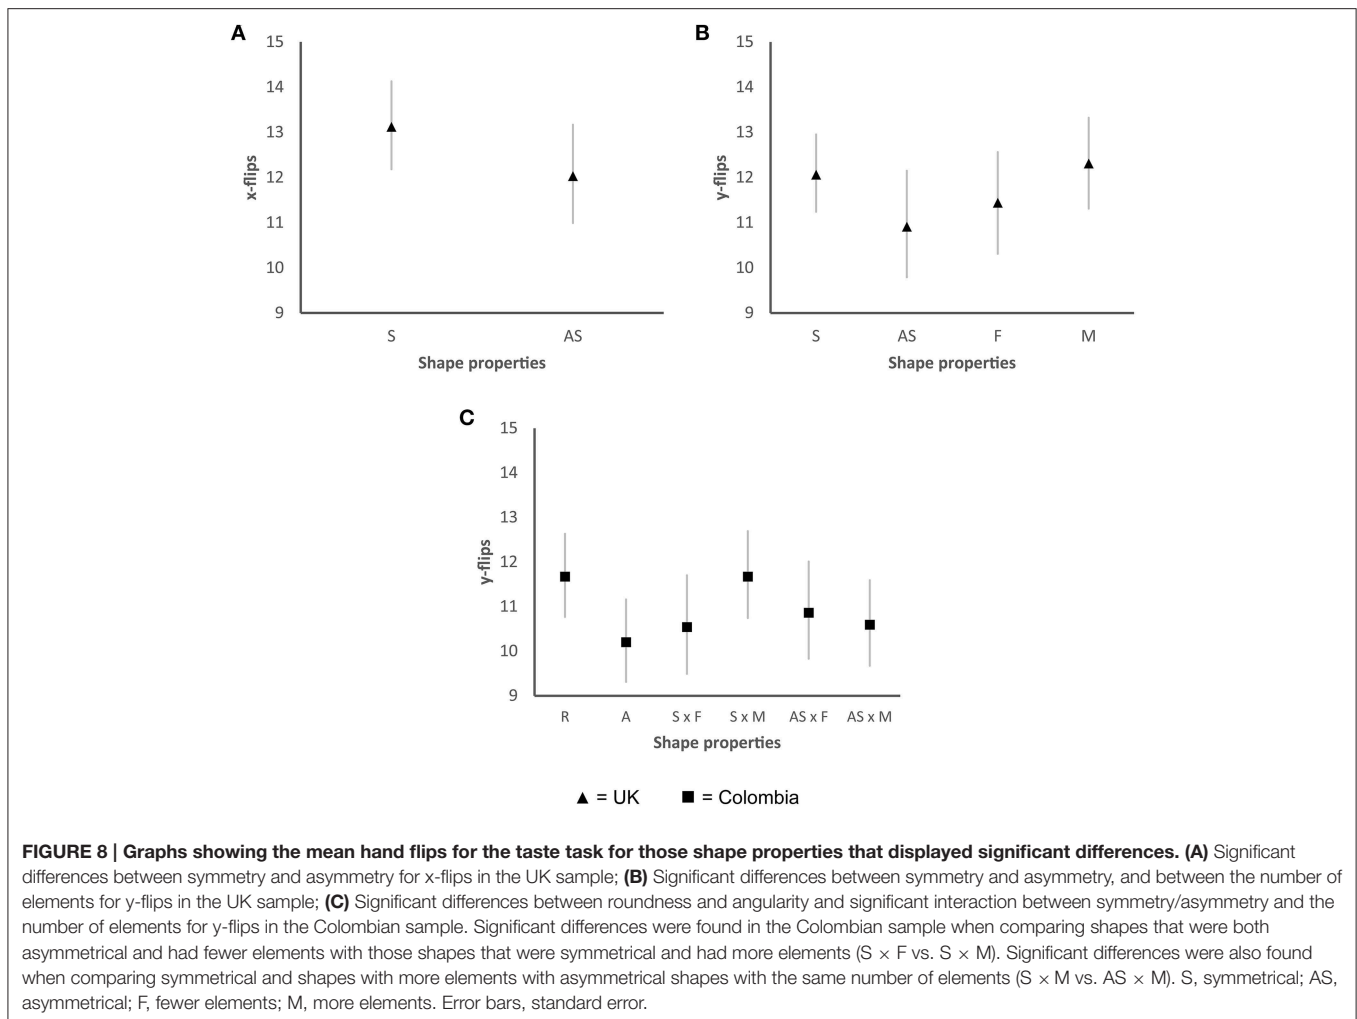 A
15
14
13
12
11
10
9
x-flips
S AS
Shape properties
B
15
14
13
12
11
10
9
y-flips
S AS F M
Shape properties
C
15
14
13
12
11
10
9
y-flips
R A S x F S x M AS x F AS x M
Shape properties
▲ = UK ■ = Colombia
FIGURE 8 | Graphs showing the mean hand flips for the taste task for those shape properties that displayed significant differences. (A) Significant
differences between symmetry and asymmetry for x-flips in the UK sample; (B) Significant differences between symmetry and asymmetry, and between the number of
elements for y-flips in the UK sample; (C) Significant differences between roundness and angularity and significant interaction between symmetry/asymmetry and the
number of elements for y-flips in the Colombian sample. Significant differences were found in the Colombian sample when comparing shapes that were both
asymmetrical and had fewer elements with those shapes that were symmetrical and had more elements (S × F vs. S × M). Significant differences were also found
when comparing symmetrical and shapes with more elements with asymmetrical shapes with the same number of elements (S × M vs. AS × M). S, symmetrical; AS,
asymmetrical; F, fewer elements; M, more elements. Error bars, standard error.